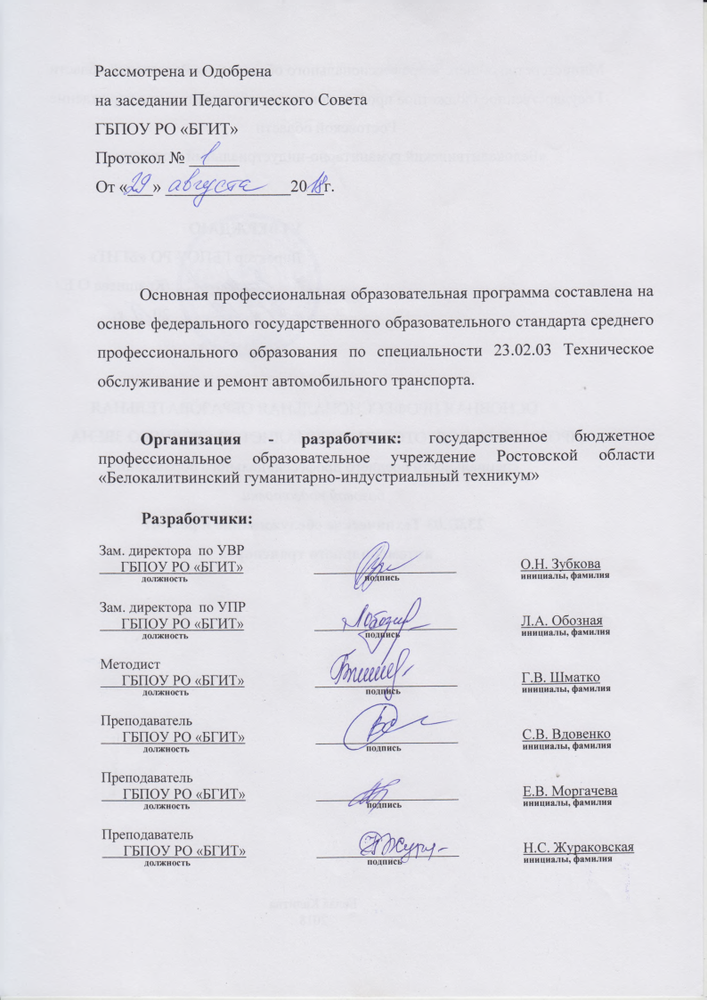 Рассмотрена и Одобрена
на заседании Педагогического Совета
ГБПОУ РО «БГИТ»
Протокол № 1
От «29» августа 2018г.
Основная профессиональная образовательная программа составлена на
основе федерального государственного образовательного стандарта среднего
профессионального образования по специальности 23.02.03 Техническое
обслуживание и ремонт автомобильного транспорта.
Организация - разработчик: государственное бюджетное
профессиональное образовательное учреждение Ростовской области
«Белокалитвинский гуманитарно-индустриальный техникум»
Разработчики:
Зам. директора по УВР
ГБПОУ РО «БГИТ» О.Н. Зубкова
должность подпись инициалы, фамилия
Зам. директора по УПР
ГБПОУ РО «БГИТ» Л.А. Обозная
должность подпись инициалы, фамилия
Методист
ГБПОУ РО «БГИТ» Г.В. Шматко
должность подпись инициалы, фамилия
Преподаватель
ГБПОУ РО «БГИТ» С.В. Вдовенко
должность подпись инициалы, фамилия
Преподаватель
ГБПОУ РО «БГИТ» Е.В. Моргачева
должность подпись инициалы, фамилия
Преподаватель
ГБПОУ РО «БГИТ» Н.С. Жураковская
должность подпись инициалы, фамилия